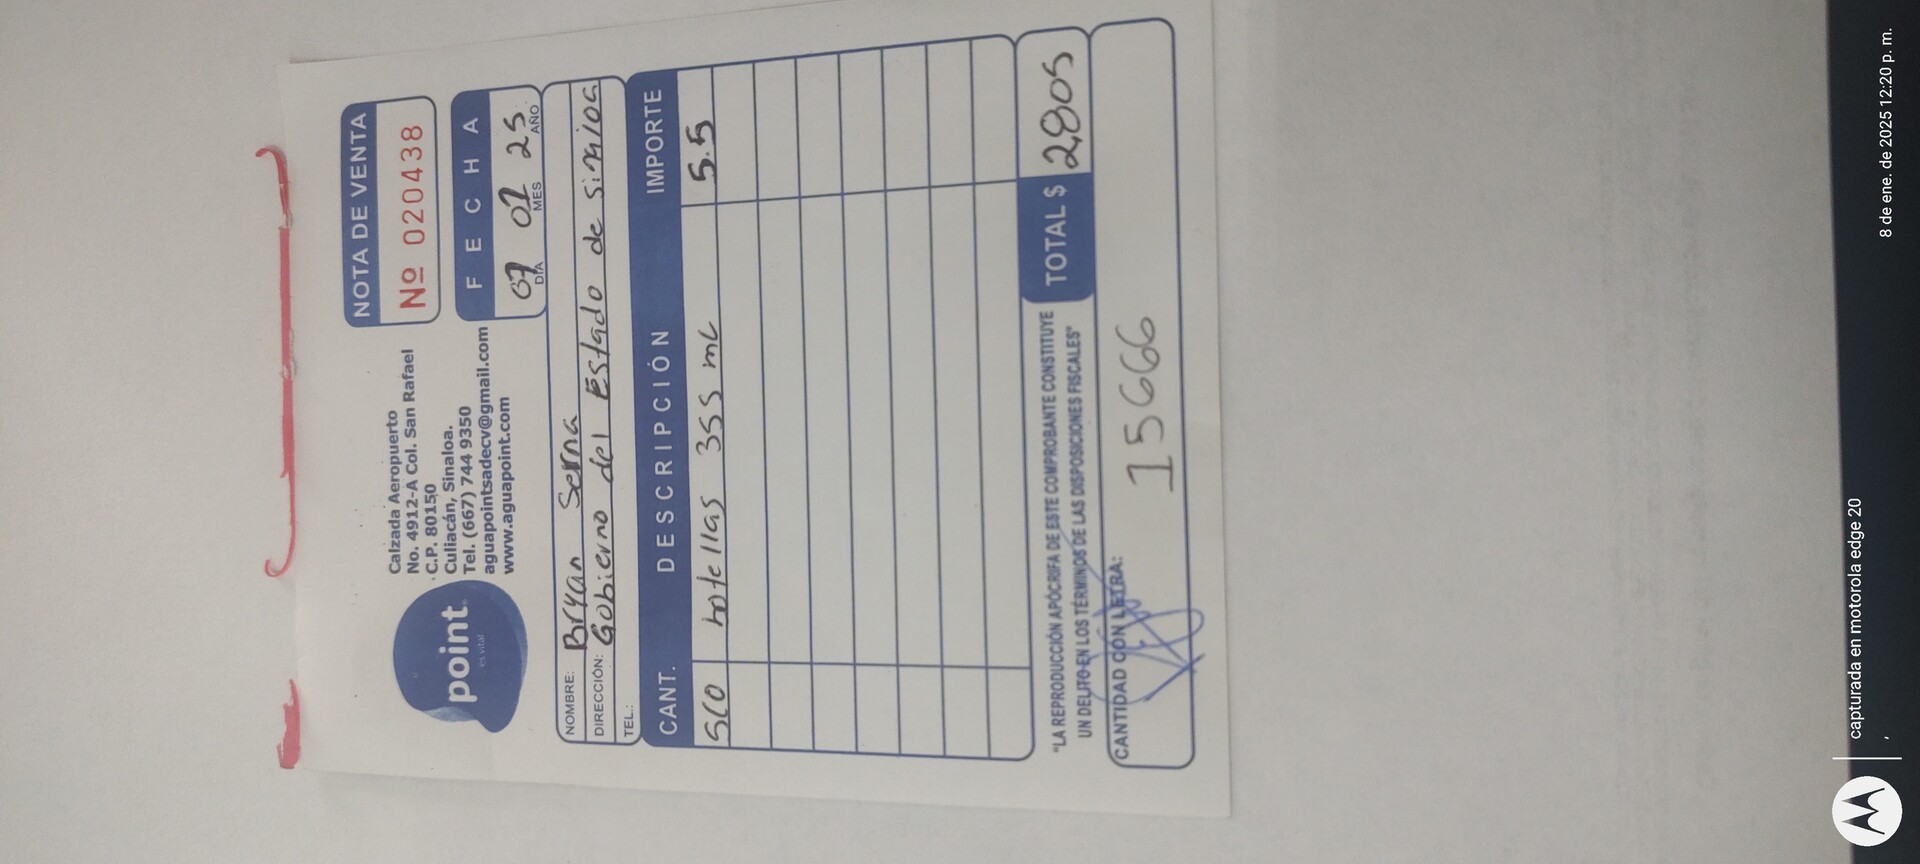 point
es vital
Calzada Aeropuerto
No. 4912-A Col. San Rafael
C.P. 80150
Culiacán, Sinaloa.
Tel. (667) 744 9350
aguapointsadecv@gmail.com
www.aguapoint.com
NOTA DE VENTA
Nº 020438
FECHA
07 01 25
DÍA MES AÑO
NOMBRE: Bryan Serna
DIRECCIÓN: Gobierno del Estado de Sinaloa
TEL.:
CANT. DESCRIPCIÓN IMPORTE
510 botellas 355 mL 5.5
"LA REPRODUCCIÓN APÓCRIFA DE ESTE COMPROBANTE CONSTITUYE
UN DELITO EN LOS TÉRMINOS DE LAS DISPOSICIONES FISCALES"
TOTAL $ 2,805
CANTIDAD CON LETRA:
15666
capturada en motorola edge 20
,
8 de ene. de 2025 12:20 p. m.